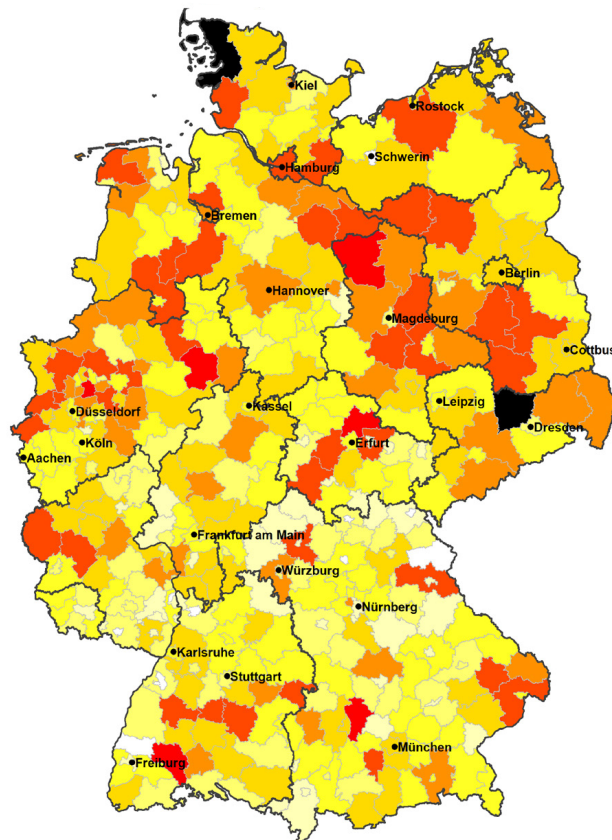 Kiel
Rostock
Schwerin
Hamburg
Bremen
Berlin
Hannover
Magdeburg
Cottbus
Kassel
Leipzig
Düsseldorf
Dresden
Köln
Erfurt
Aachen
Frankfurt am Main
Würzburg
Nürnberg
Karlsruhe
Stuttgart
München
Freiburg